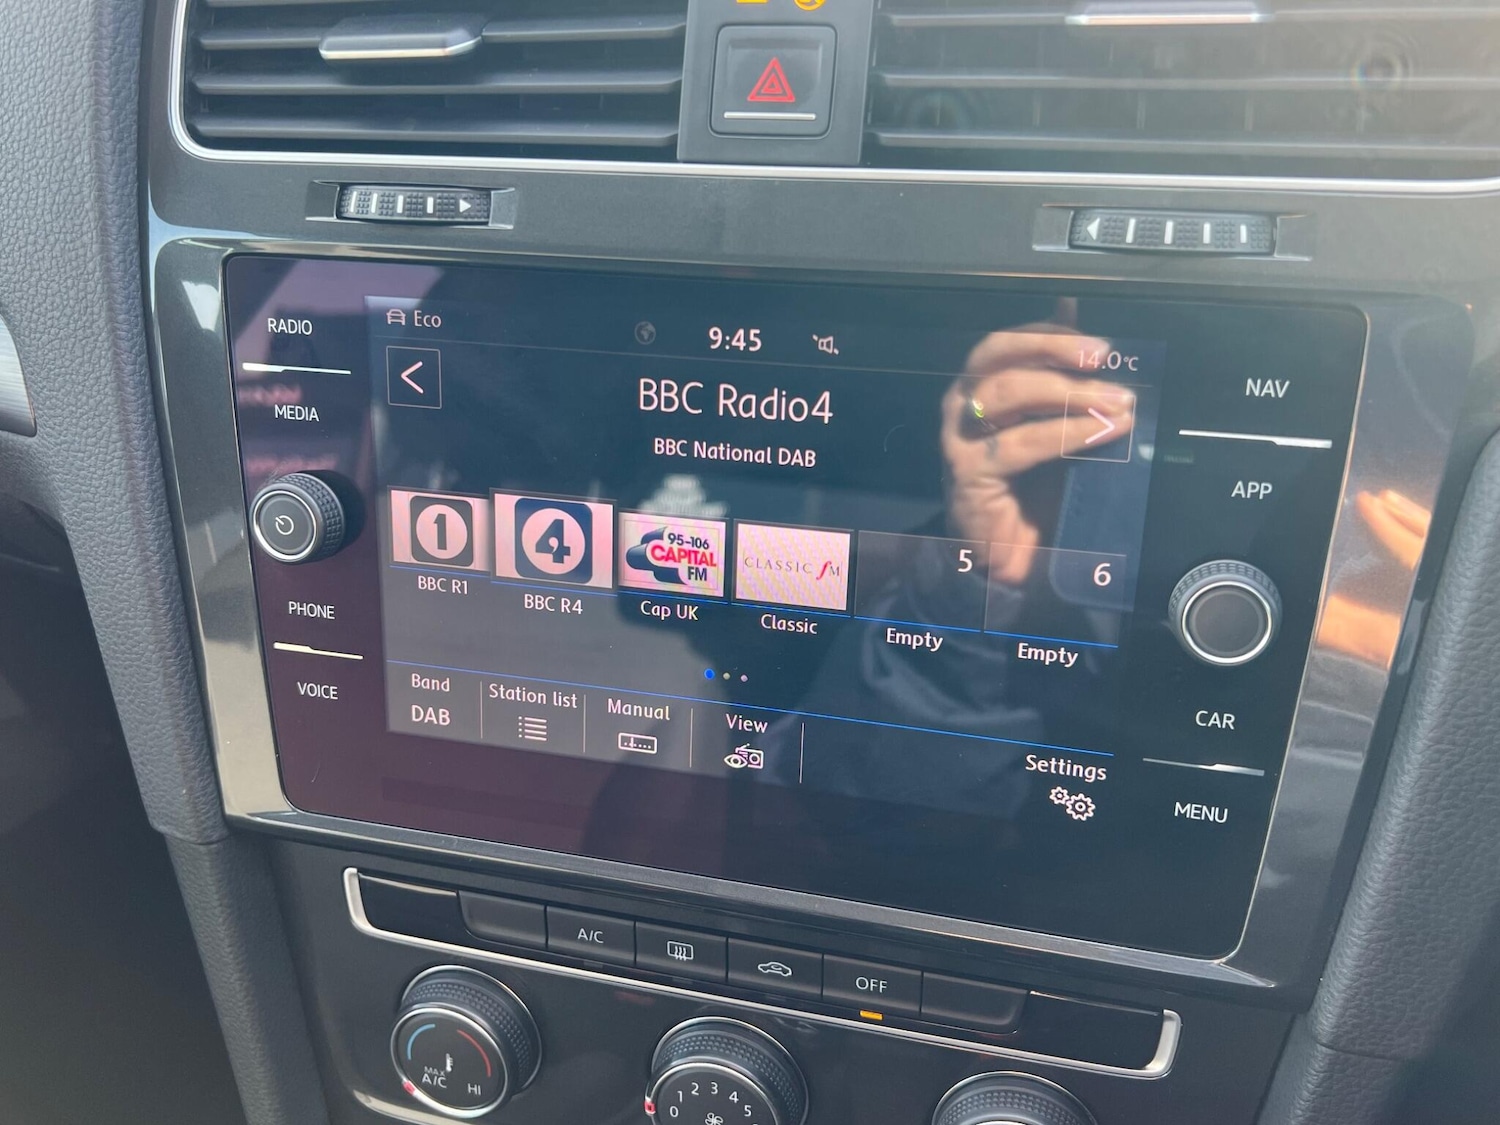 RADIO
MEDIA
PHONE
VOICE
Eco
9:45
14.0°C
<
BBC Radio4
>
BBC National DAB
1
4
95-106
CAPITAL
FM
CLASSIC fM
5
6
BBC R1
BBC R4
Cap UK
Classic
Empty
Empty
Band
DAB
Station list
Manual
View
Settings
NAV
APP
CAR
MENU
A/C
OFF
MAX
A/C
HI
0 1 2 3 4 5